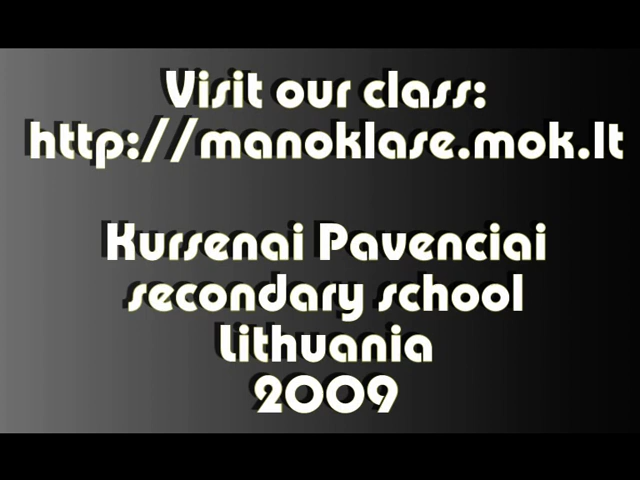 Visit our class:
http://manoklase.mok.lt
Kursenai Pavenciai
secondary school
Lithuania
2009